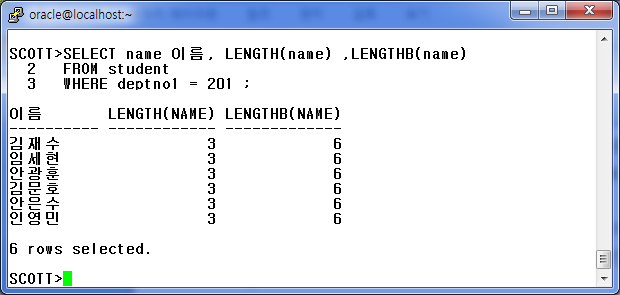 oracle@localhost:~
SCOTT>SELECT name 이름, LENGTH(name) ,LENGTHB(name)
2 FROM student
3 WHERE deptno1 = 201 ;
이름 LENGTH(NAME) LENGTHB(NAME)
---------- ------------ -------------
김재수 3 6
임세현 3 6
안광훈 3 6
김문호 3 6
안은수 3 6
인영민 3 6
6 rows selected.
SCOTT>